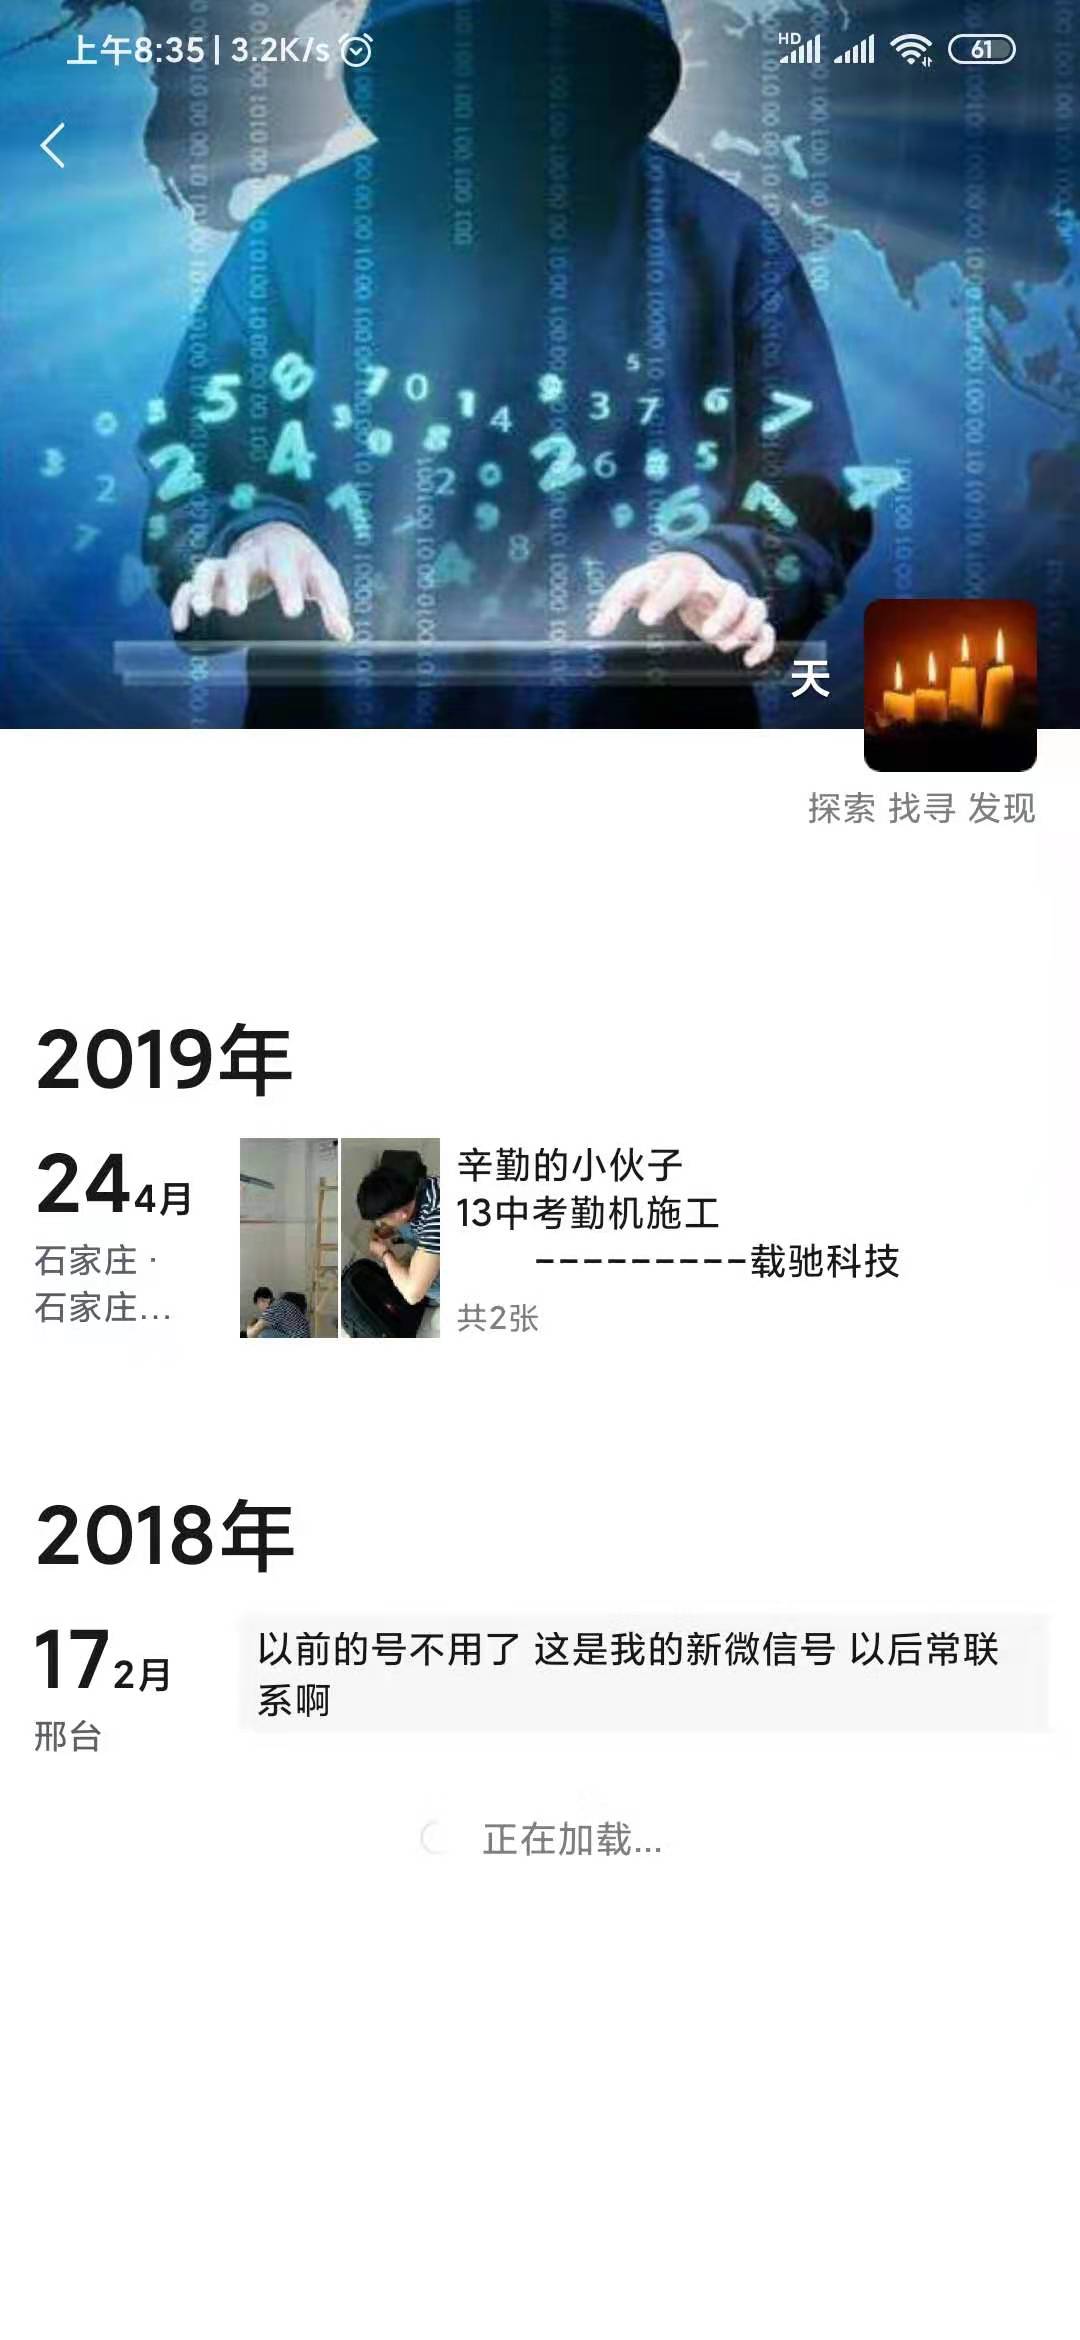 上午8:35 | 3.2K/s
HD
61
天
探索 找寻 发现
2019年
24 4月
石家庄 ·
石家庄...
辛勤的小伙子
13中考勤机施工
---------载驰科技
共2张
2018年
17 2月
邢台
以前的号不用了 这是我的新微信号 以后常联
系啊
正在加载...